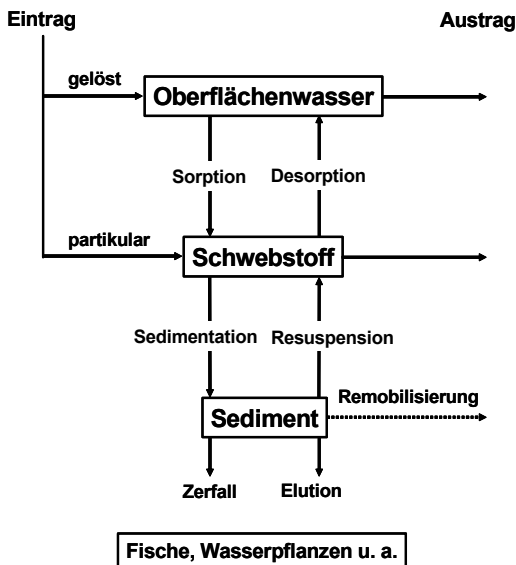 Eintrag
Austrag
gelöst
Oberflächenwasser
Sorption
Desorption
partikular
Schwebstoff
Sedimentation
Resuspension
Remobilisierung
Sediment
Zerfall
Elution
Fische, Wasserpflanzen u. a.